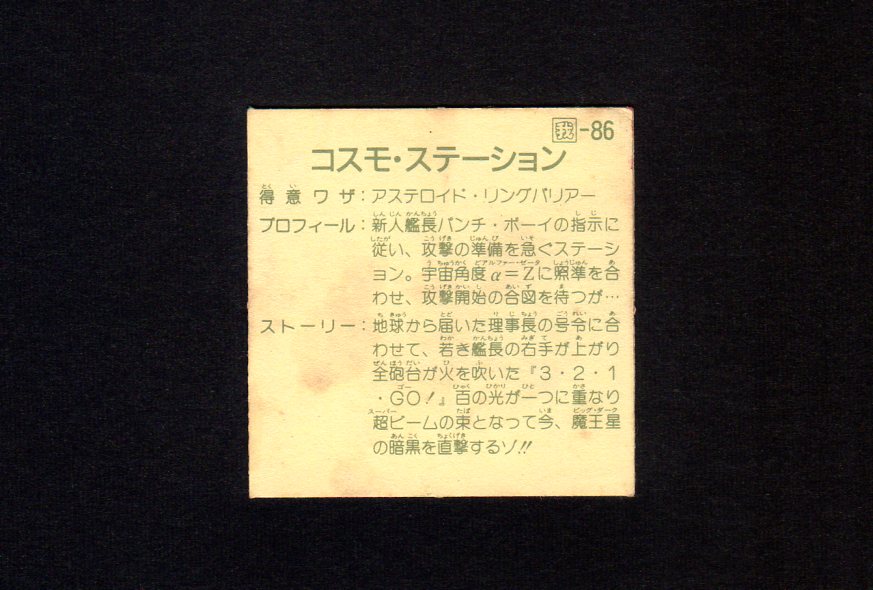 -86
コスモ・ステーション
得意ワザ：アステロイド・リングバリアー
プロフィール：新人艦長パンチ・ボーイの指示に
従い、攻撃の準備を急ぐステーシ
ョン。宇宙角度α＝Zに照準を合
わせ、攻撃開始の合図を待つが…
ストーリー：地球から届いた理事長の号令に合
わせて、若き艦長の右手が上がり
全砲台が火を吹いた『3・2・1
・GO！』百の光が一つに重なり
超ビームの束となって今、魔王星
の暗黒を直撃するゾ!!